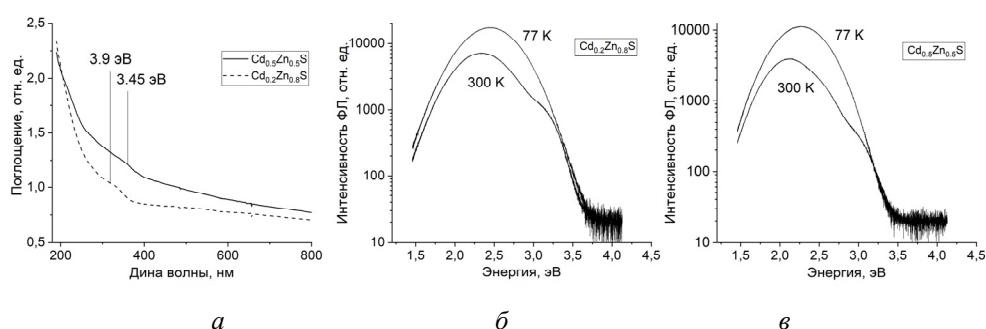 2,5
2,0
1,5
1,0
0,5
200 400 600 800
Поглощение, отн. ед.
Дина волны, нм
Cd0.5Zn0.5S
Cd0.2Zn0.8S
3.9 эВ
3.45 эВ
а
10000
1000
100
10
1,5 2,0 2,5 3,0 3,5 4,0 4,5
Интенсивность ФЛ, отн. ед.
Энергия, эВ
77 K
300 K
Cd0.2Zn0.8S
б
10000
1000
100
10
1,5 2,0 2,5 3,0 3,5 4,0 4,5
Интенсивность ФЛ, отн. ед.
Энергия, эВ
77 K
300 K
в